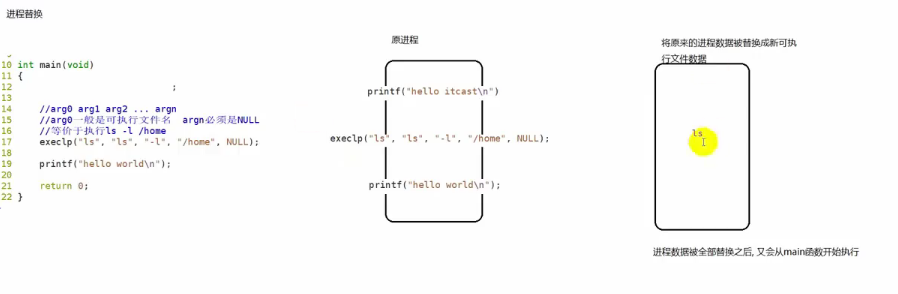 进程替换
9
10 int main(void)
11 {
12 ;
13
14 //arg0 arg1 arg2 ... argn
15 //arg0一般是可执行文件名 argn必须是NULL
16 //等价于执行ls -l /home
17 execlp("ls", "ls", "-l", "/home", NULL);
18
19 printf("hello world\n");
20
21 return 0;
22 }
原进程
printf("hello itcast\n")
execlp("ls", "ls", "-l", "/home", NULL);
printf("hello world\n");
将原来的进程数据被替换成新可执
行文件数据
ls
进程数据被全部替换之后, 又会从main函数开始执行